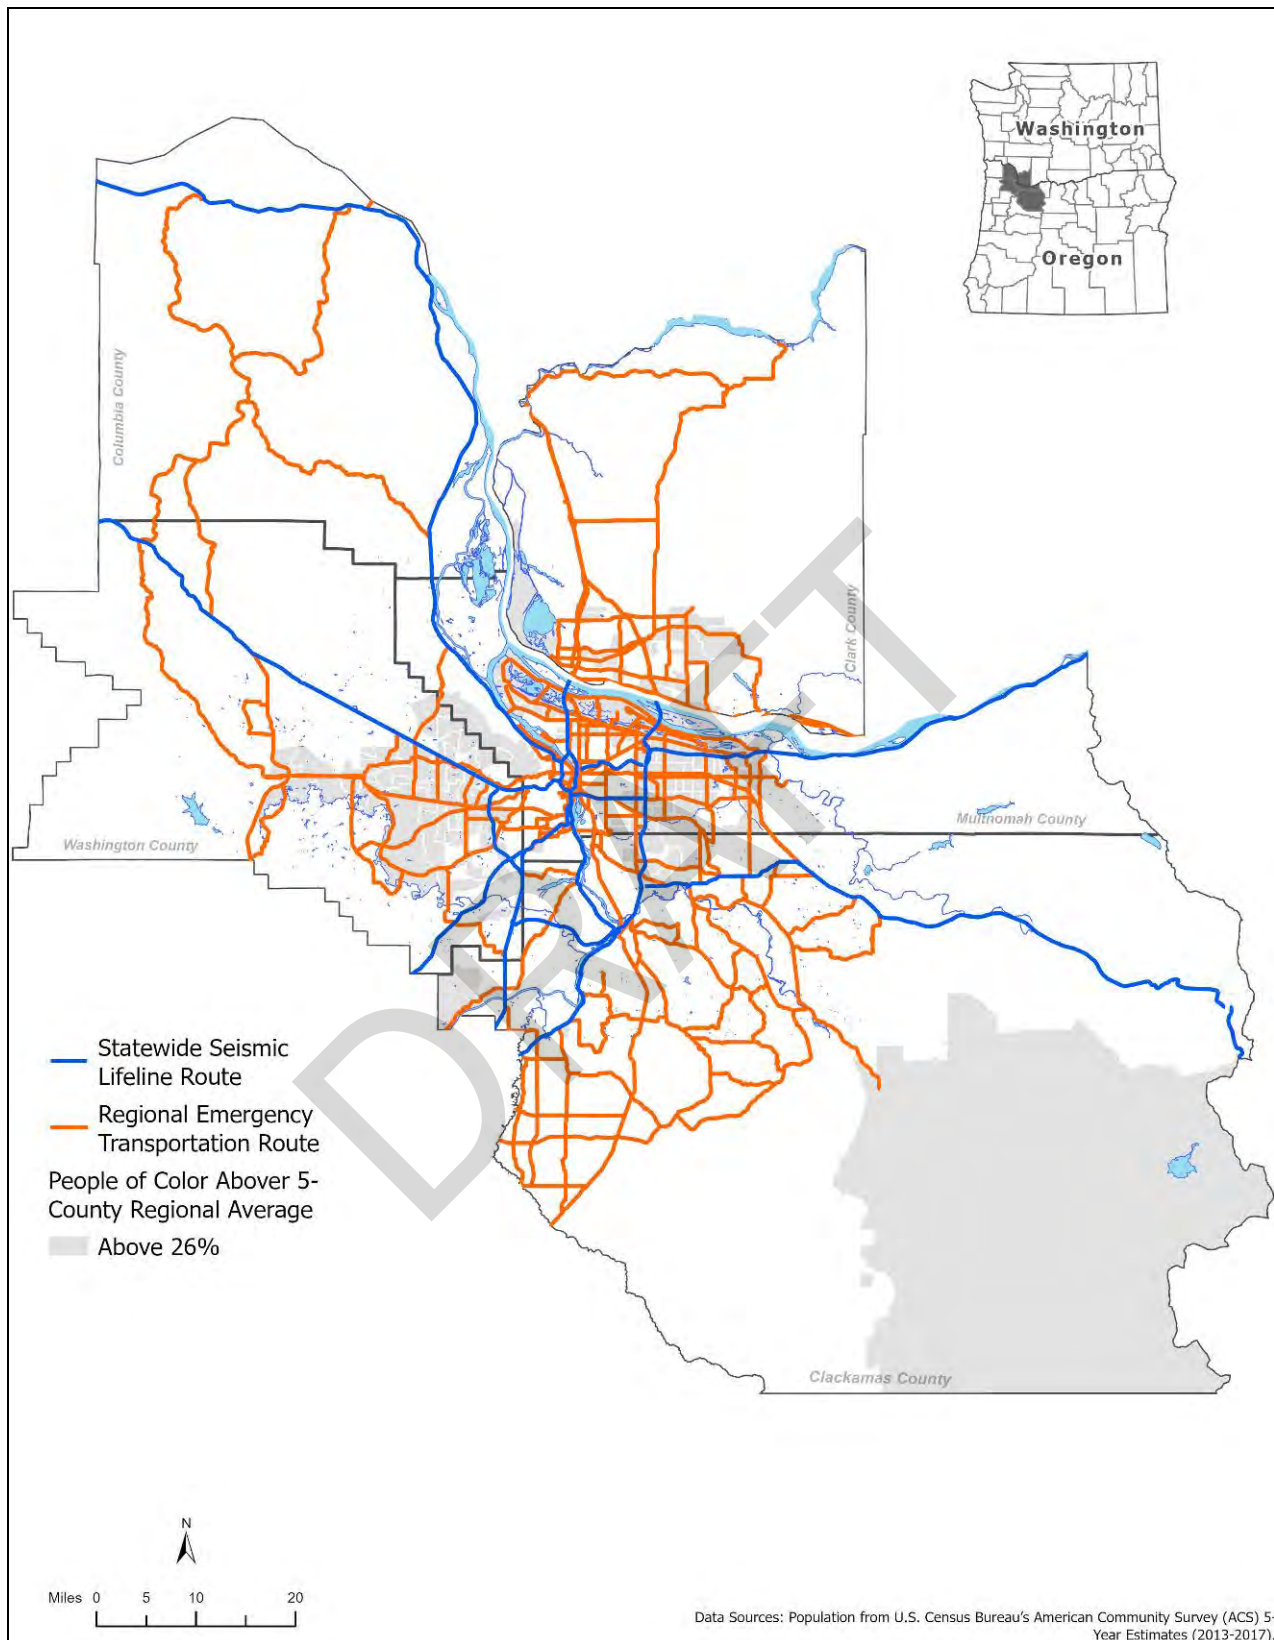 Washington
Oregon
Columbia County
Clark County
Multnomah County
Washington County
DRAFT
Statewide Seismic
Lifeline Route
Regional Emergency
Transportation Route
People of Color Abover 5-
County Regional Average
Above 26%
Clackamas County
N
Miles 0 5 10 20
Data Sources: Population from U.S. Census Bureau's American Community Survey (ACS) 5-
Year Estimates (2013-2017).